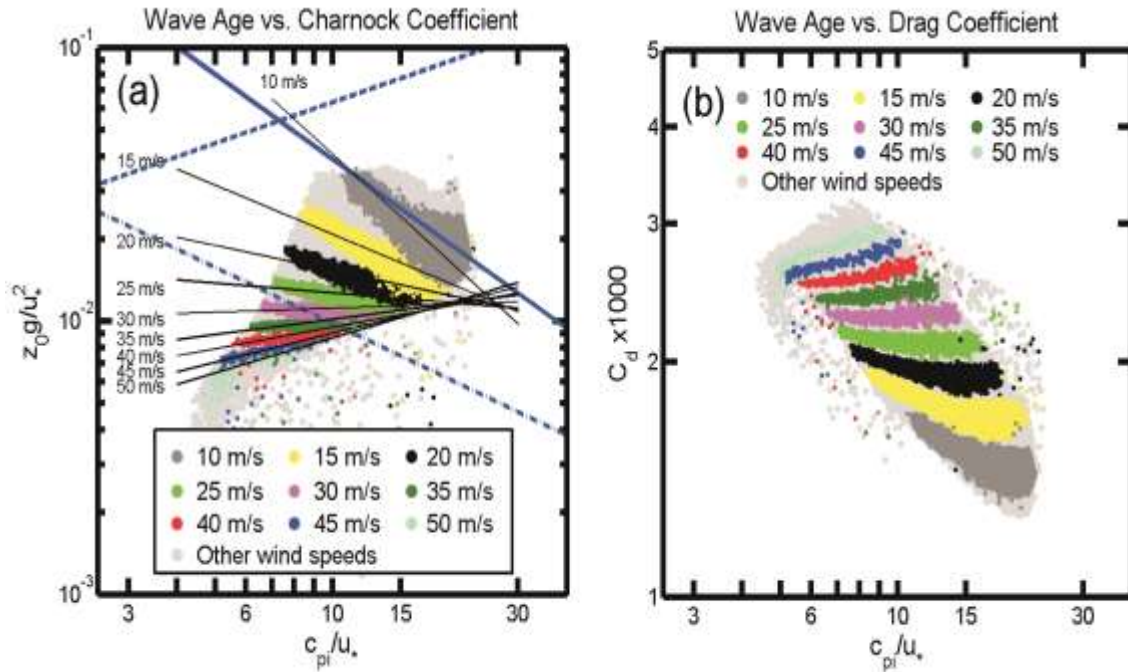 Wave Age vs. Charnock Coefficient
10⁻¹
(a)
10 m/s
15 m/s
20 m/s
25 m/s
30 m/s
35 m/s
40 m/s
45 m/s
50 m/s
z₀g/u²*
10⁻²
10 m/s 15 m/s 20 m/s
25 m/s 30 m/s 35 m/s
40 m/s 45 m/s 50 m/s
Other wind speeds
10⁻³
3 6 10 15 30
c_pi/u*
Wave Age vs. Drag Coefficient
5
(b)
10 m/s 15 m/s 20 m/s
25 m/s 30 m/s 35 m/s
40 m/s 45 m/s 50 m/s
Other wind speeds
4
3
C_d x1000
2
1
3 6 10 15 30
c_pi/u*